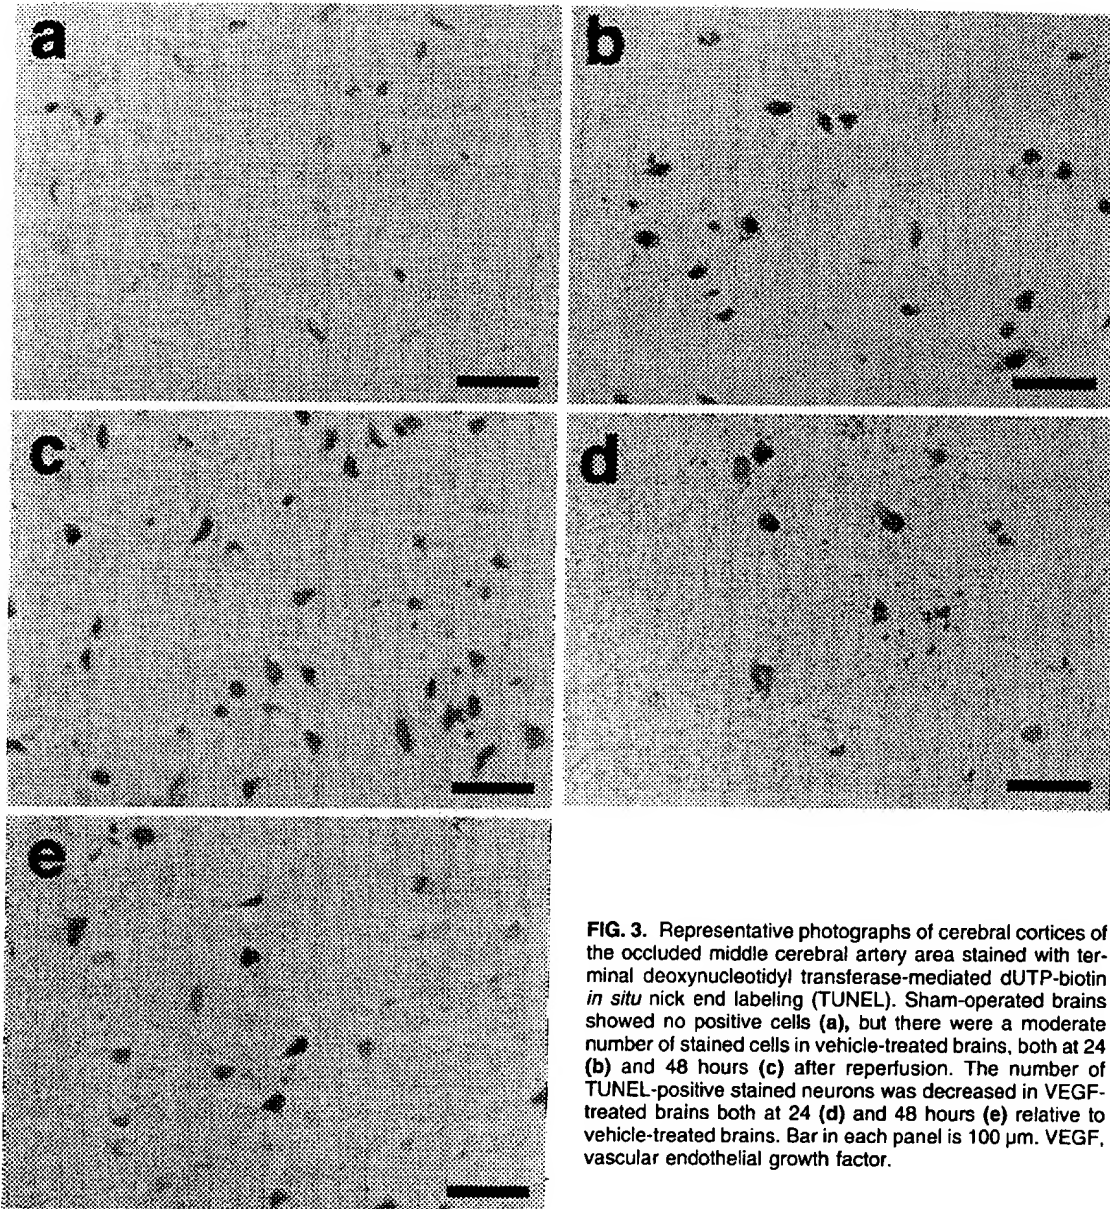 a
b
c
d
e
FIG. 3. Representative photographs of cerebral cortices of
the occluded middle cerebral artery area stained with ter-
minal deoxynucleotidyl transferase-mediated dUTP-biotin
in situ nick end labeling (TUNEL). Sham-operated brains
showed no positive cells (a), but there were a moderate
number of stained cells in vehicle-treated brains, both at 24
(b) and 48 hours (c) after reperfusion. The number of
TUNEL-positive stained neurons was decreased in VEGF-
treated brains both at 24 (d) and 48 hours (e) relative to
vehicle-treated brains. Bar in each panel is 100 µm. VEGF,
vascular endothelial growth factor.